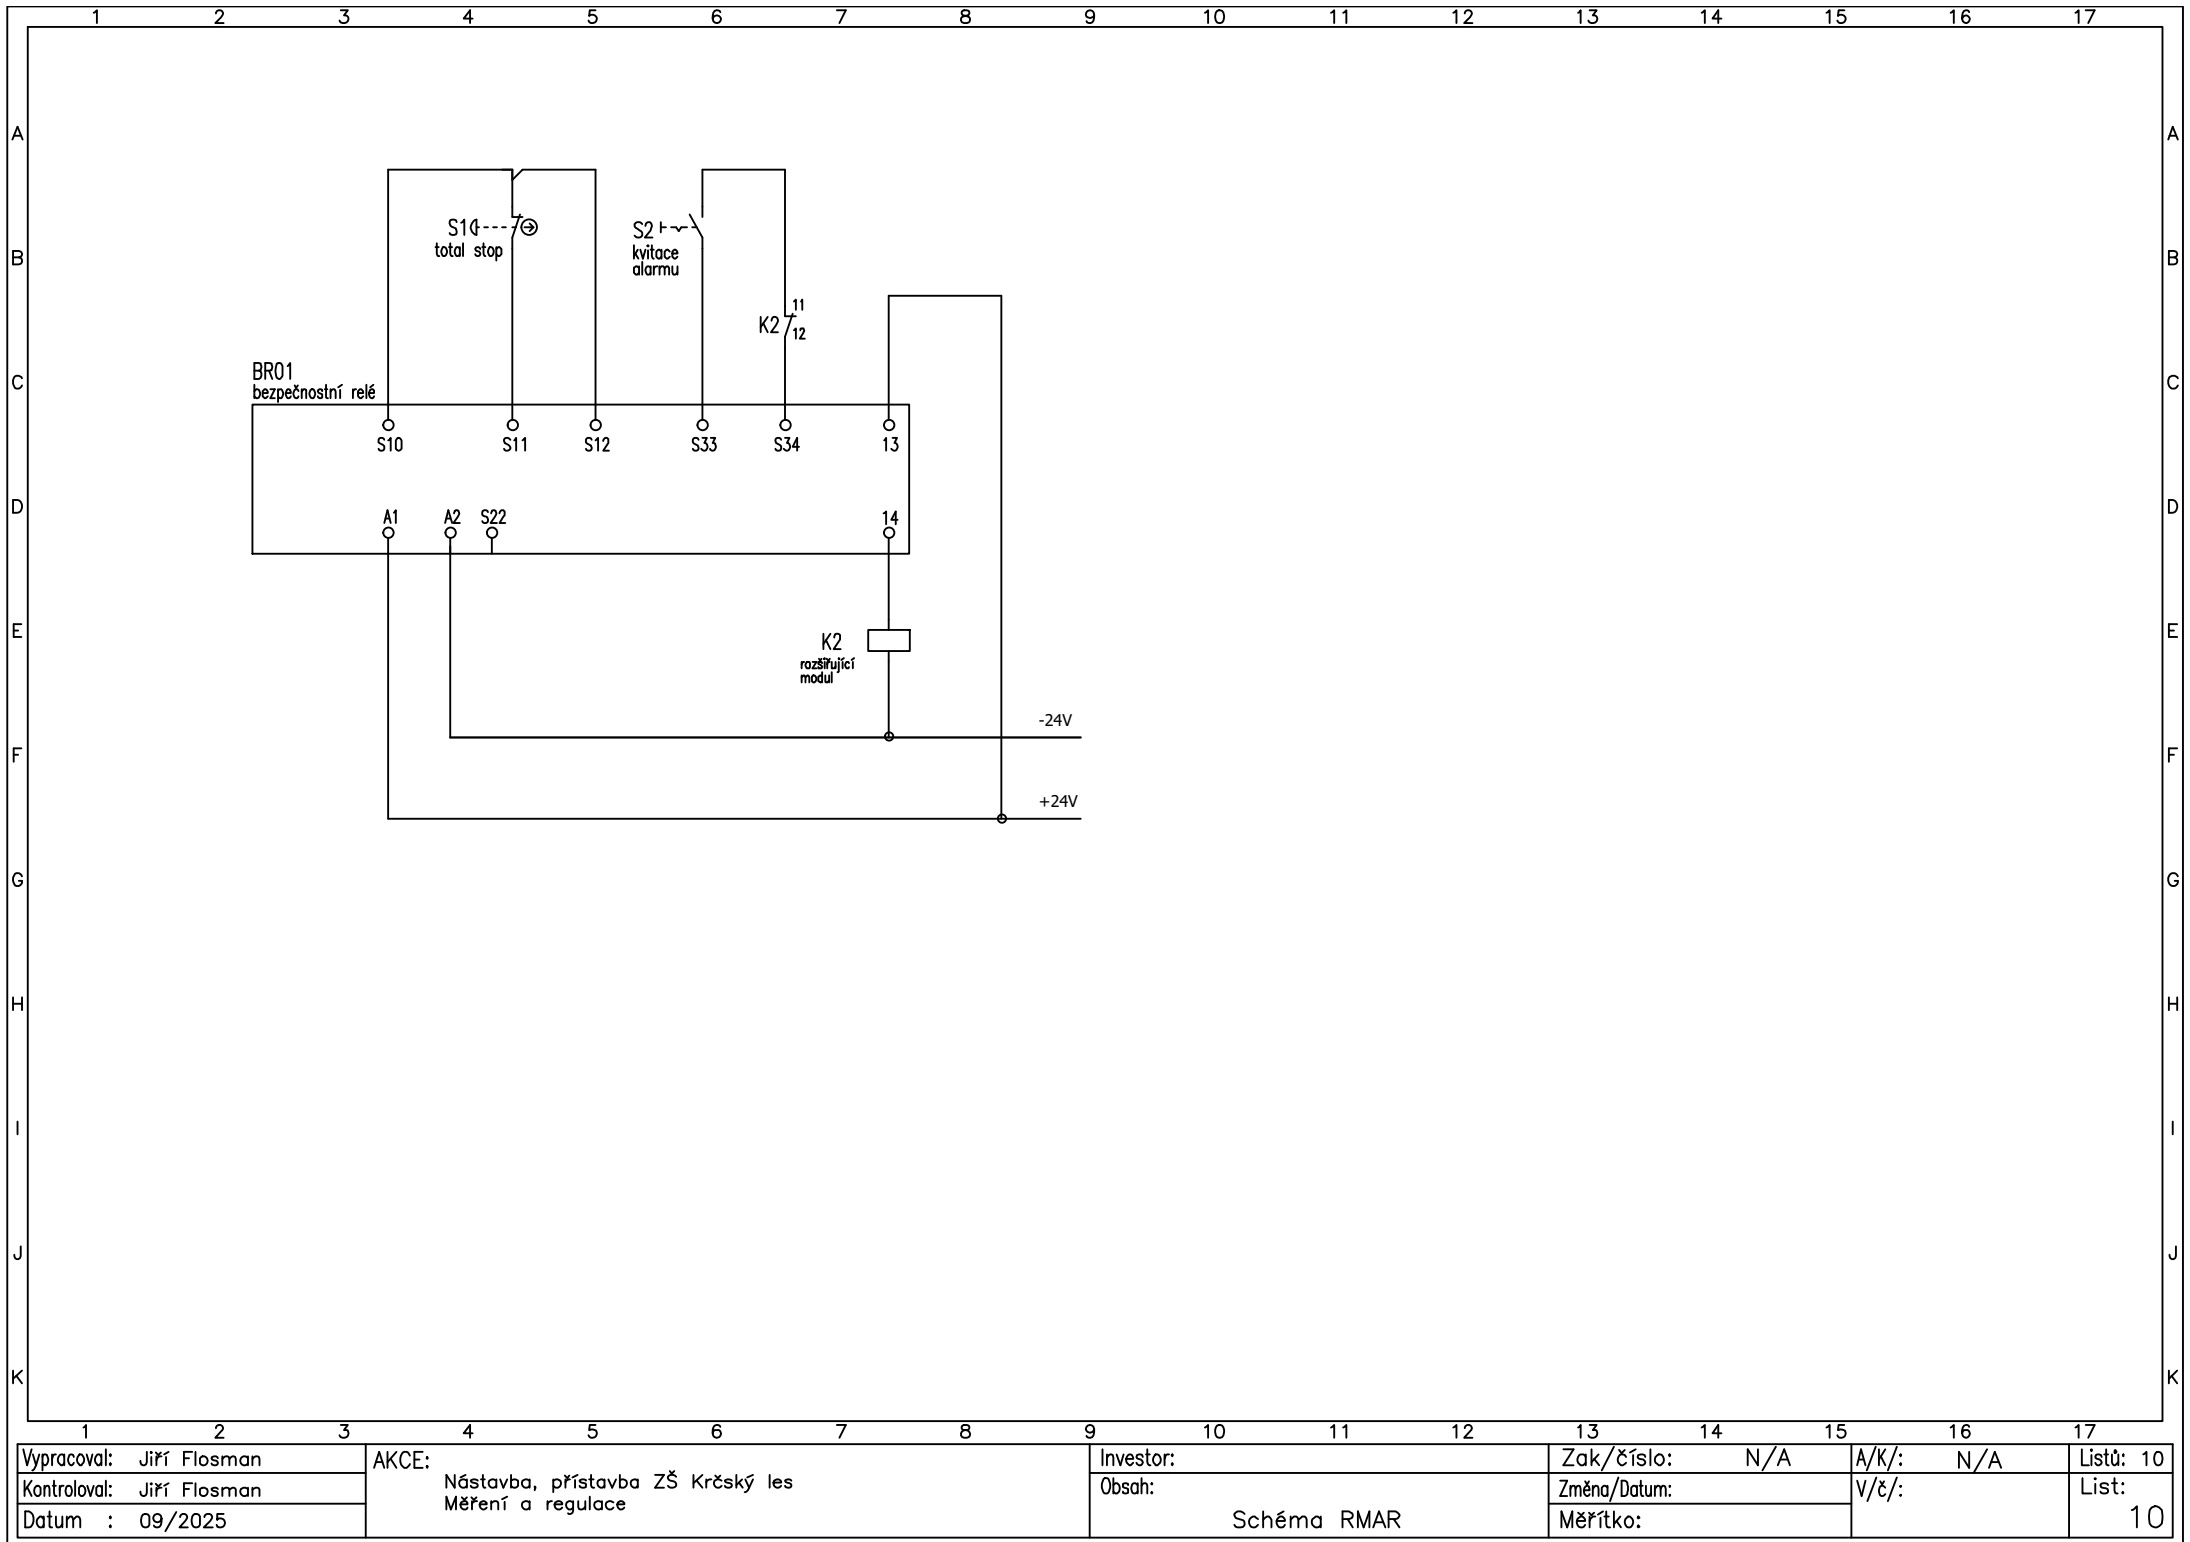 1 2 3 4 5 6 7 8 9 10 11 12 13 14 15 16 17
A A
S1
total stop
S2
kvitace
alarmu
B B
11
K2
12
BR01
bezpečnostní relé
C C
S10 S11 S12 S33 S34 13
D D
A1 A2 S22 14
E E
K2
rozšiřující
modul
-24V
F F
+24V
G G
H H
I I
J J
K K
1 2 3 4 5 6 7 8 9 10 11 12 13 14 15 16 17
Vypracoval: Jiří Flosman
Kontroloval: Jiří Flosman
Datum : 09/2025
AKCE:
Nástavba, přístavba ZŠ Krčský les
Měření a regulace
Investor:
Obsah:
Schéma RMAR
Zak/číslo: N/A
Změna/Datum:
Měřítko:
A/K/: N/A
V/č/:
Listů: 10
List:
10